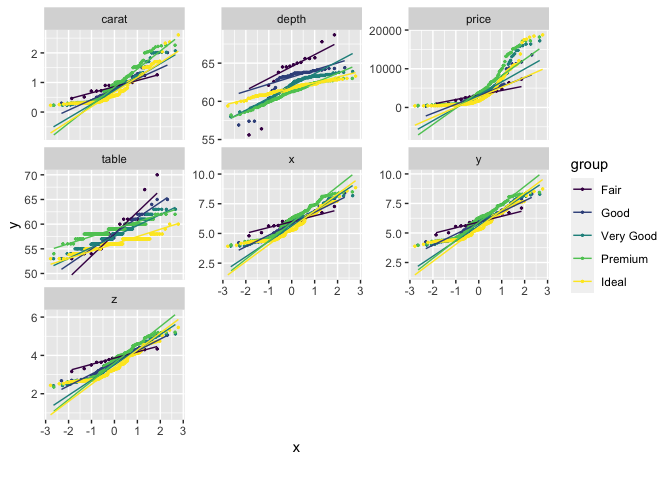 carat depth price
2
1
0
65
60
55
20000
10000
0
table x y
70
65
60
55
50
10.0
7.5
5.0
2.5
10.0
7.5
5.0
2.5
-3 -2 -1 0 1 2 3
-3 -2 -1 0 1 2 3
z
6
4
2
-3 -2 -1 0 1 2 3
x
y
group
Fair
Good
Very Good
Premium
Ideal